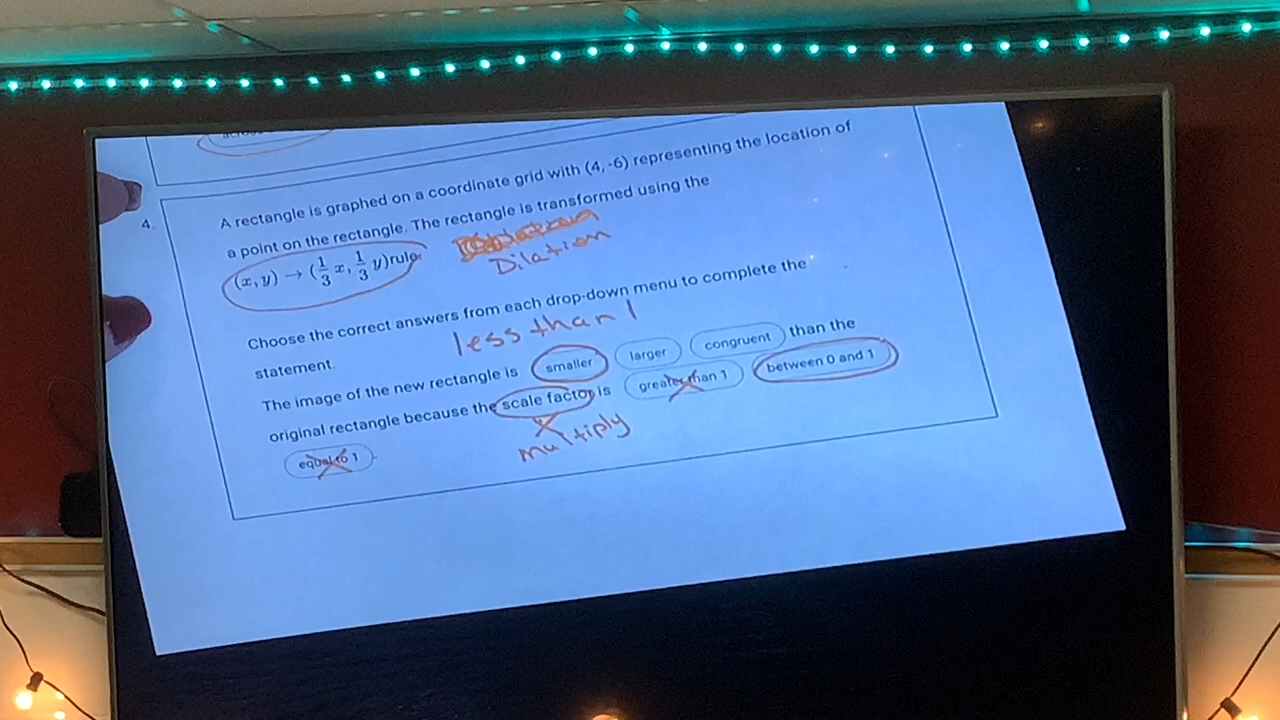 4.
A rectangle is graphed on a coordinate grid with (4, -6) representing the location of
a point on the rectangle. The rectangle is transformed using the
(x, y) → (1/3 x, 1/3 y) rule.
Dilation
Choose the correct answers from each drop-down menu to complete the
statement.
less than 1
The image of the new rectangle is smaller larger congruent than the
original rectangle because the scale factor is greater than 1 between 0 and 1
multiply
equal to 1.